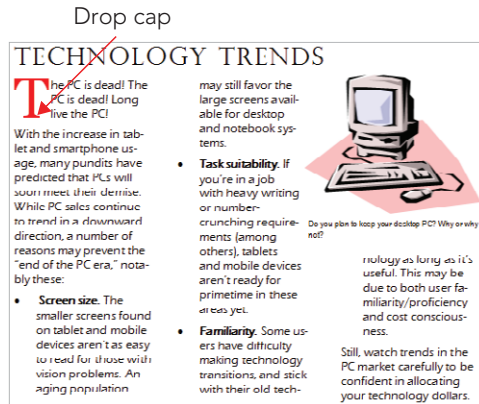 Drop cap
TECHNOLOGY TRENDS
The PC is dead! The
PC is dead! Long
live the PC!
With the increase in tab-
let and smartphone us-
age, many pundits have
predicted that PCs will
soon meet their demise.
While PC sales continue
to trend in a downward
direction, a number of
reasons may prevent the
"end of the PC era," nota-
bly these:
• Screen size. The
smaller screens found
on tablet and mobile
devices aren't as easy
to read for those with
vision problems. An
aging population
may still favor the
large screens avail-
able for desktop
and notebook sys-
tems.
• Task suitability. If
you're in a job
with heavy writing
or number-
crunching require-
ments (among
others), tablets
and mobile devices
aren't ready for
primetime in these
areas yet.
• Familiarity. Some us-
ers have difficulty
making technology
transitions, and stick
with their old tech-
Do you plan to keep your desktop PC? Why or why
not?
nology as long as it's
useful. This may be
due to both user fa-
miliarity/proficiency
and cost conscious-
ness.
Still, watch trends in the
PC market carefully to be
confident in allocating
your technology dollars.